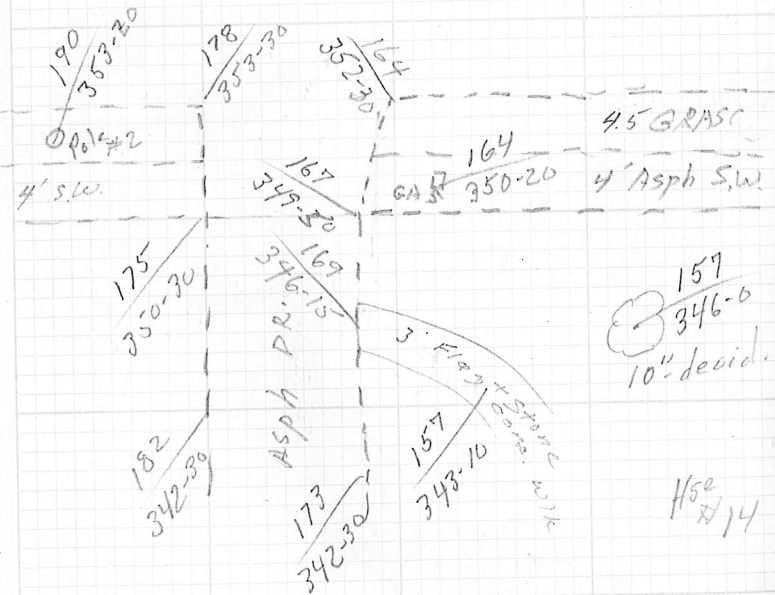 190
353-20
178
353-30
164
352-30
Pole #2
4.5 GRASS
4' S.W.
167
349-30
GAS
164
350-20
4' Asph S.W.
175
350-30
169
346-15
Asph DR.
157
346-0
10" decid.
3' Flag + Stone
Conc. Wlk
182
342-30
157
343-10
173
342-30
Hse
#14